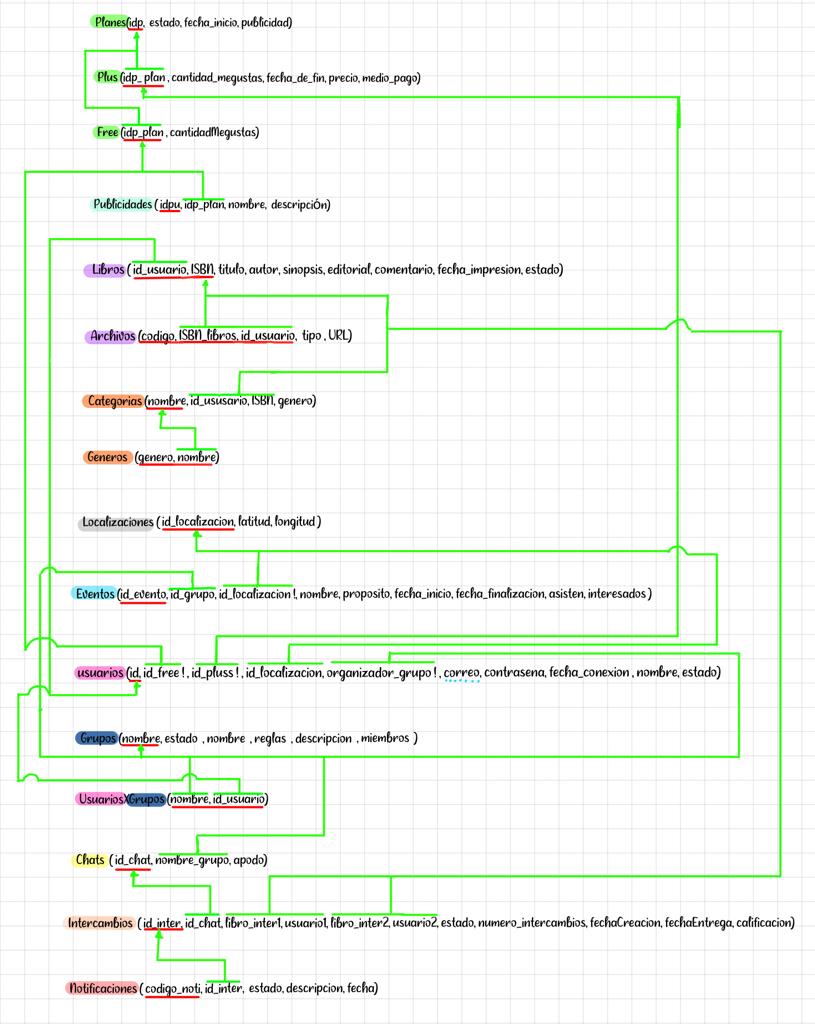 Planes(idp, estado, fecha_inicio, publicidad)
Plus (idp_plan, cantidad_megustas, fecha_de_fin, precio, medio_pago)
Free (idp_plan, cantidadMegustas)
Publicidades (idpu, idp_plan, nombre, descripción)
Libros (id_usuario, ISBN, titulo, autor, sinopsis, editorial, comentario, fecha_impresion, estado)
Archivos (codigo, ISBN_libros, id_usuario, tipo, URL)
Categorias (nombre, id_ususario, ISBN, genero)
Generos (genero, nombre)
Localizaciones (id_localizacion, latitud, longitud)
Eventos (id_evento, id_grupo, id_localizacion!, nombre, proposito, fecha_inicio, fecha_finalizacion, asisten, interesados)
usuarios (id, id_free!, id_pluss!, id_localizacion, organizador_grupo!, correo, contrasena, fecha_conexion, nombre, estado)
Grupos (nombre, estado, nombre, reglas, descripcion, miembros)
UsuariosXGrupos (nombre, id_usuario)
Chats (id_chat, nombre_grupo, apodo)
Intercambios (id_inter, id_chat, libro_inter1, usuario1, libro_inter2, usuario2, estado, numero_intercambios, fechaCreacion, fechaEntrega, calificacion)
Notificaciones (codigo_noti, id_inter, estado, descripcion, fecha)